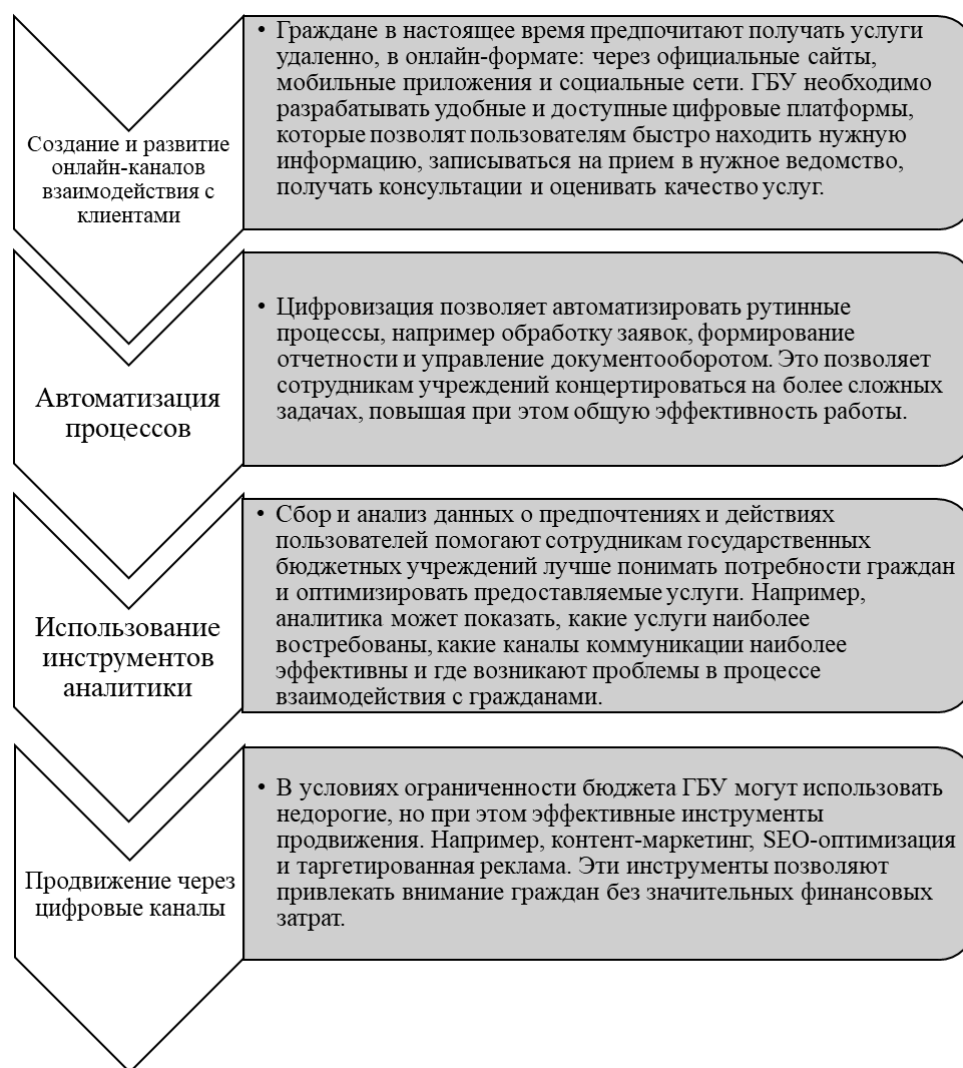 Создание и развитие
онлайн-каналов
взаимодействия с
клиентами
• Граждане в настоящее время предпочитают получать услуги
удаленно, в онлайн-формате: через официальные сайты,
мобильные приложения и социальные сети. ГБУ необходимо
разрабатывать удобные и доступные цифровые платформы,
которые позволят пользователям быстро находить нужную
информацию, записываться на прием в нужное ведомство,
получать консультации и оценивать качество услуг.
Автоматизация
процессов
• Цифровизация позволяет автоматизировать рутинные
процессы, например обработку заявок, формирование
отчетности и управление документооборотом. Это позволяет
сотрудникам учреждений концертироваться на более сложных
задачах, повышая при этом общую эффективность работы.
Использование
инструментов
аналитики
• Сбор и анализ данных о предпочтениях и действиях
пользователей помогают сотрудникам государственных
бюджетных учреждений лучше понимать потребности граждан
и оптимизировать предоставляемые услуги. Например,
аналитика может показать, какие услуги наиболее
востребованы, какие каналы коммуникации наиболее
эффективны и где возникают проблемы в процессе
взаимодействия с гражданами.
Продвижение через
цифровые каналы
• В условиях ограниченности бюджета ГБУ могут использовать
недорогие, но при этом эффективные инструменты
продвижения. Например, контент-маркетинг, SEO-оптимизация
и таргетированная реклама. Эти инструменты позволяют
привлекать внимание граждан без значительных финансовых
затрат.